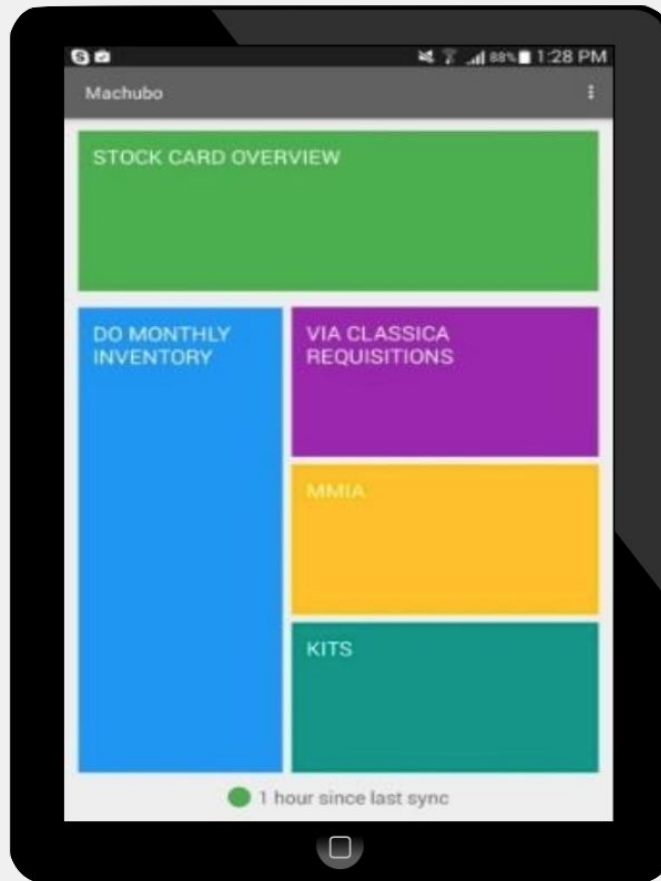 88% 1:28 PM
Machubo
STOCK CARD OVERVIEW
DO MONTHLY
INVENTORY
VIA CLASSICA
REQUISITIONS
MMIA
KITS
1 hour since last sync